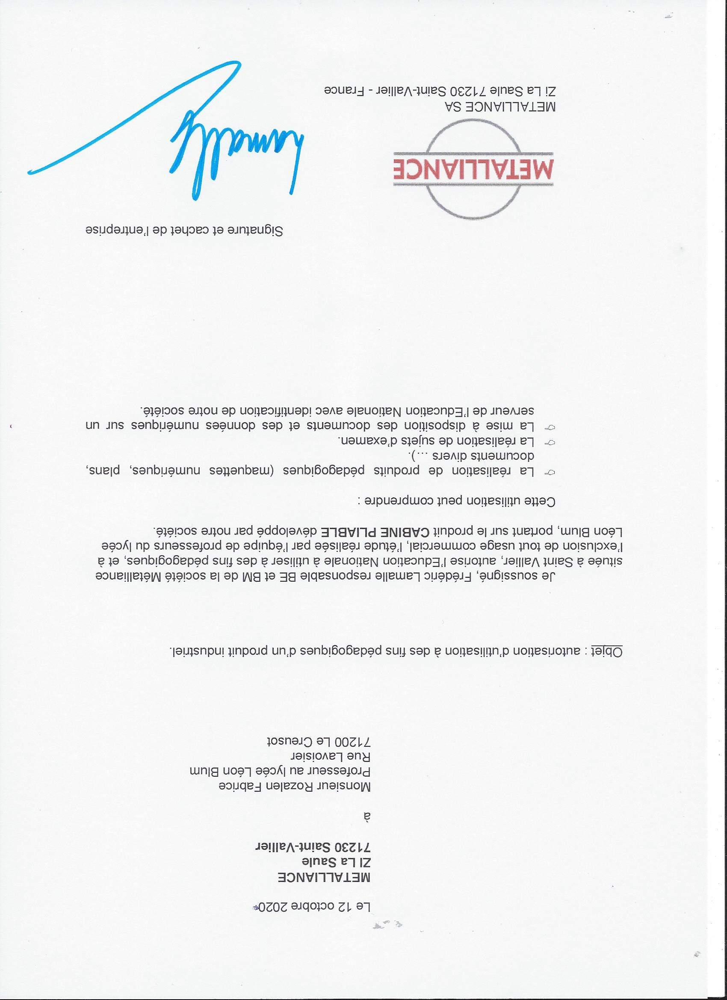 Le 12 octobre 2020
METALLIANCE
ZI La Saule
71230 Saint-Vallier
à
Monsieur Rozalen Fabrice
Professeur au lycée Léon Blum
Rue Lavoisier
71200 Le Creusot
Objet : autorisation d'utilisation à des fins pédagogiques d'un produit industriel.
Je soussigné, Frédéric Lamalle responsable BE et BM de la société Métalliance
située à Saint Vallier, autorise l'Education Nationale à utiliser à des fins pédagogiques, et à
l'exclusion de tout usage commercial, l'étude réalisée par l'équipe de professeurs du lycée
Léon Blum, portant sur le produit CABINE PLIABLE développé par notre société.
Cette utilisation peut comprendre :
La réalisation de produits pédagogiques (maquettes numériques, plans,
documents divers ...).
La réalisation de sujets d'examen.
La mise à disposition des documents et des données numériques sur un
serveur de l'Education Nationale avec identification de notre société.
Signature et cachet de l'entreprise
METALLIANCE
METALLIANCE SA
Zi La Saule 71230 Saint-Vallier - France